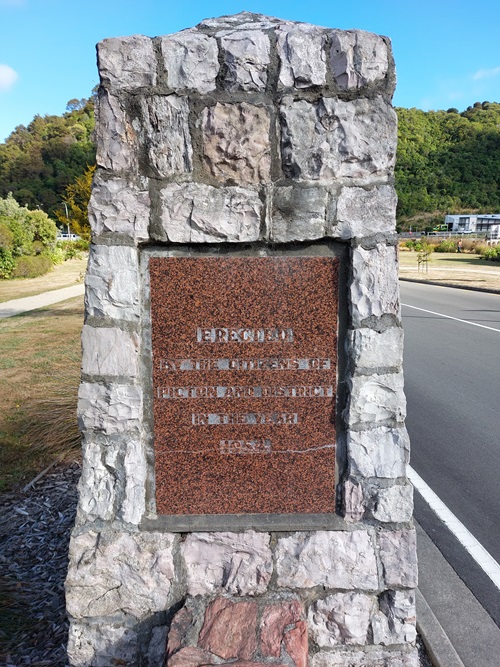 ERECTED
BY THE CITIZENS OF
PICTON AND DISTRICT
IN THE YEAR